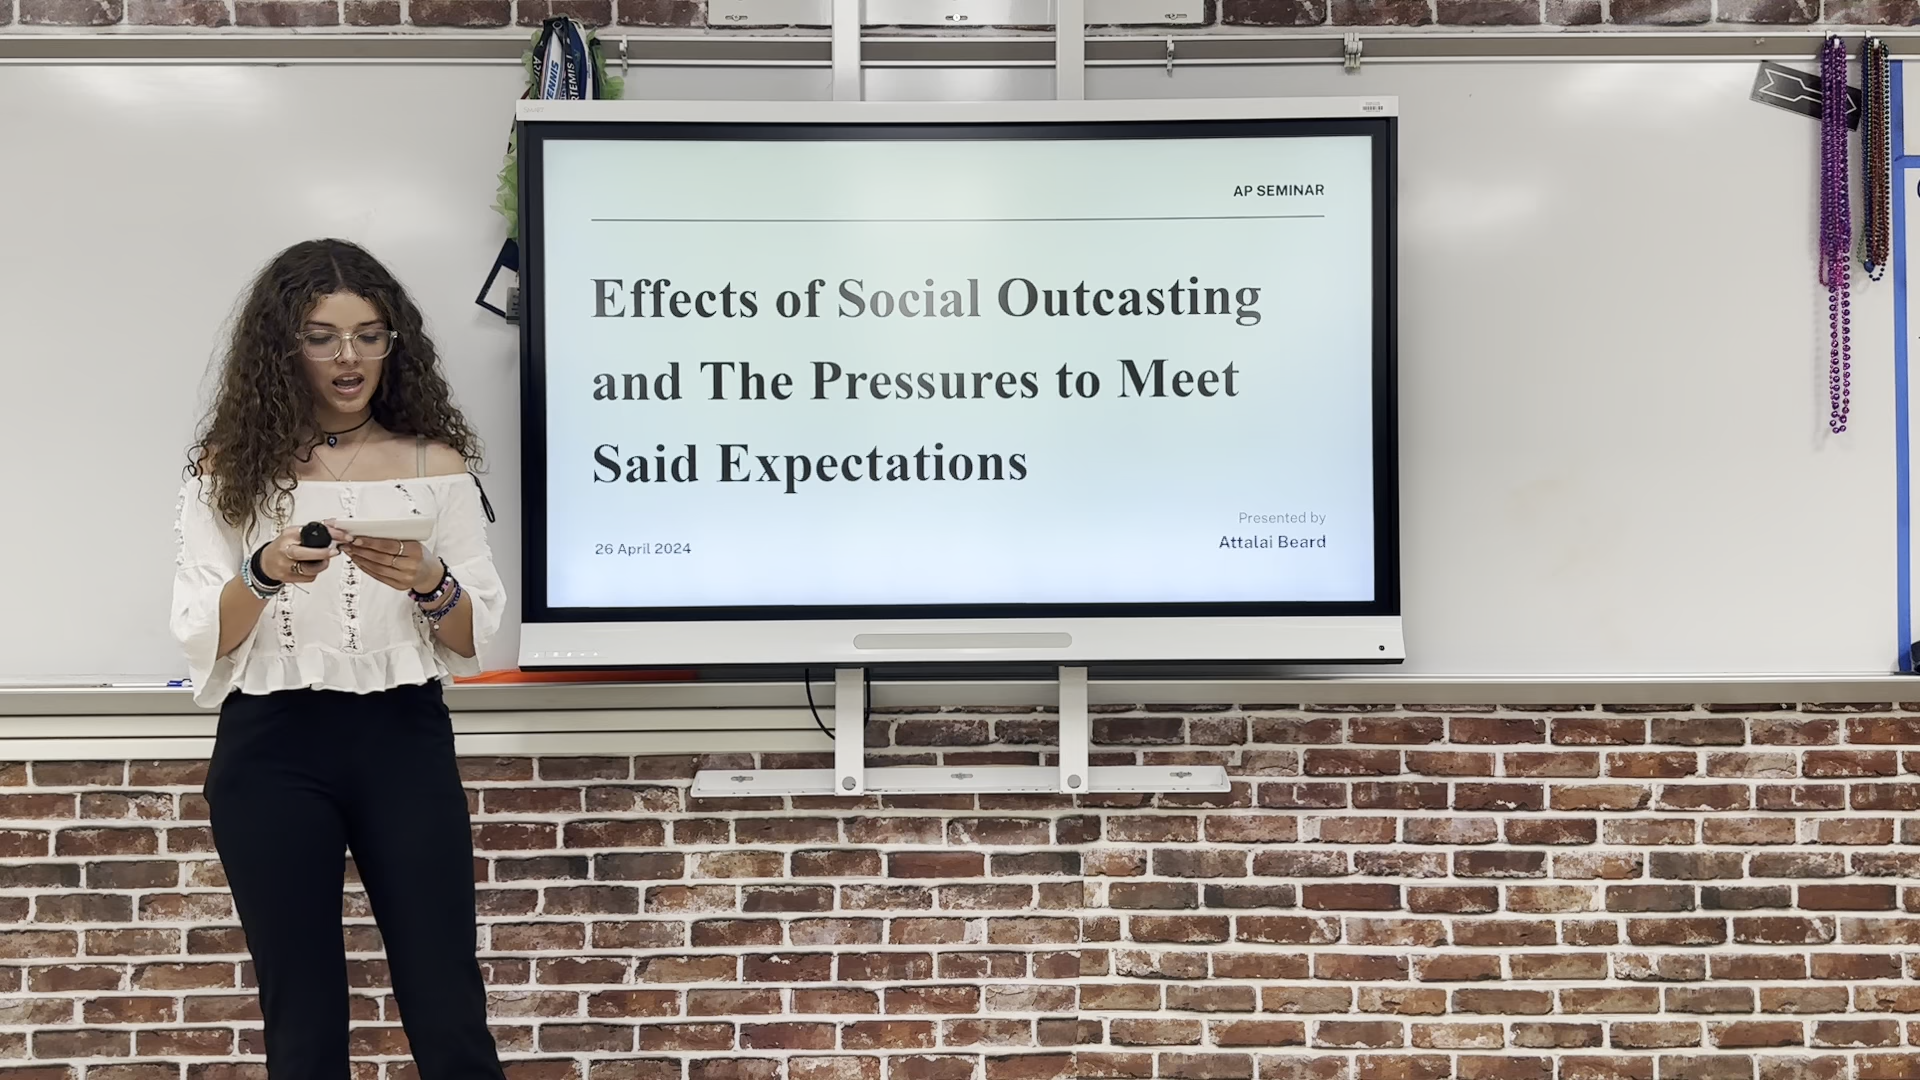 TENNIS
AP SEMINAR
Effects of Social Outcasting
and The Pressures to Meet
Said Expectations
Presented by
26 April 2024
Attalai Beard